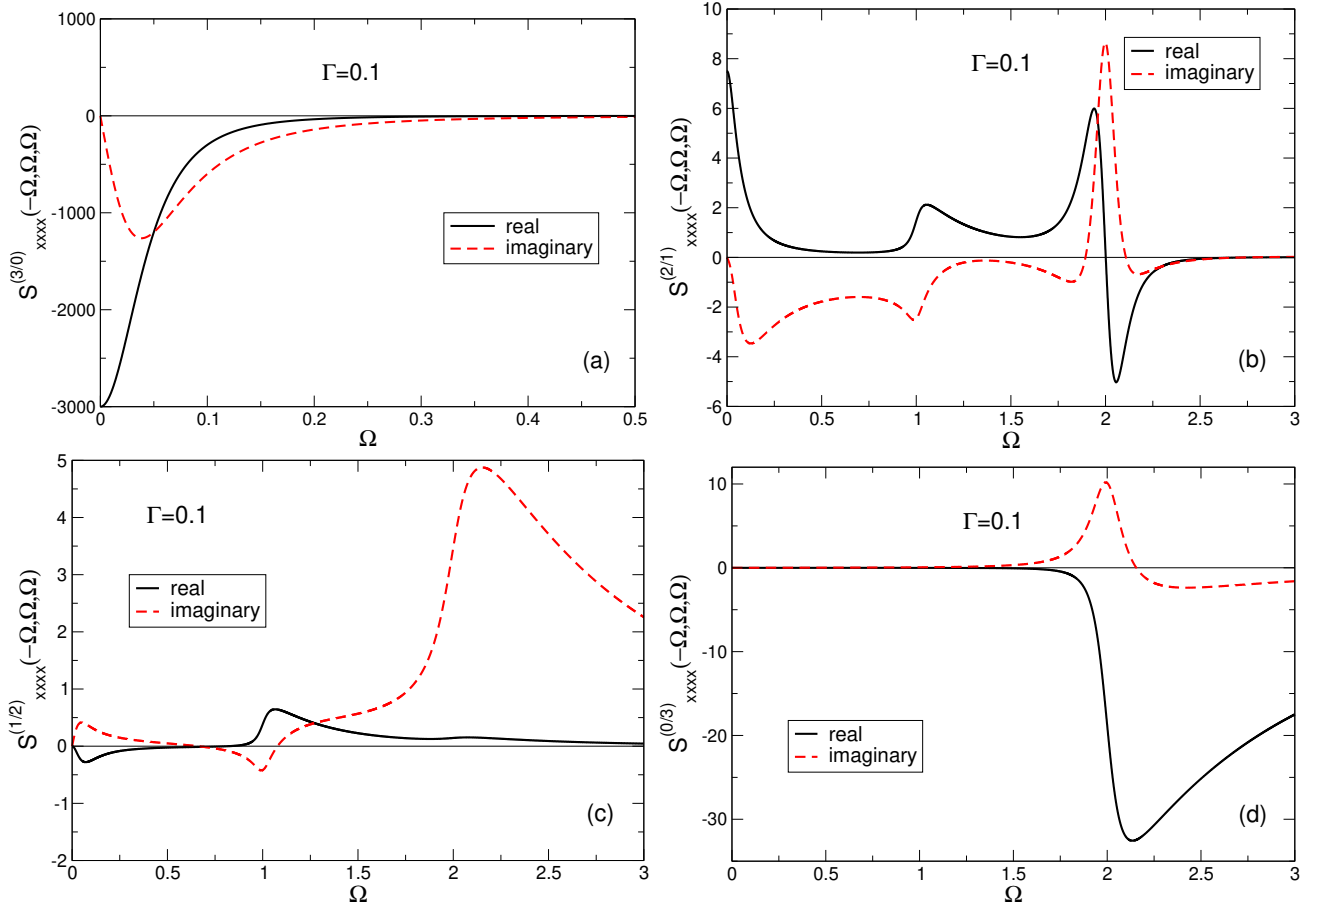 1000
0
-1000
-2000
-3000
S^(3/0)_xxxx(-Ω,Ω,Ω)
Γ=0.1
real
imaginary
(a)
0 0.1 0.2 0.3 0.4 0.5
Ω
10
8
6
4
2
0
-2
-4
-6
S^(2/1)_xxxx(-Ω,Ω,Ω)
Γ=0.1
real
imaginary
(b)
0 0.5 1 1.5 2 2.5 3
Ω
5
4
3
2
1
0
-1
-2
S^(1/2)_xxxx(-Ω,Ω,Ω)
Γ=0.1
real
imaginary
(c)
0 0.5 1 1.5 2 2.5 3
Ω
10
0
-10
-20
-30
S^(0/3)_xxxx(-Ω,Ω,Ω)
Γ=0.1
real
imaginary
(d)
0 0.5 1 1.5 2 2.5 3
Ω